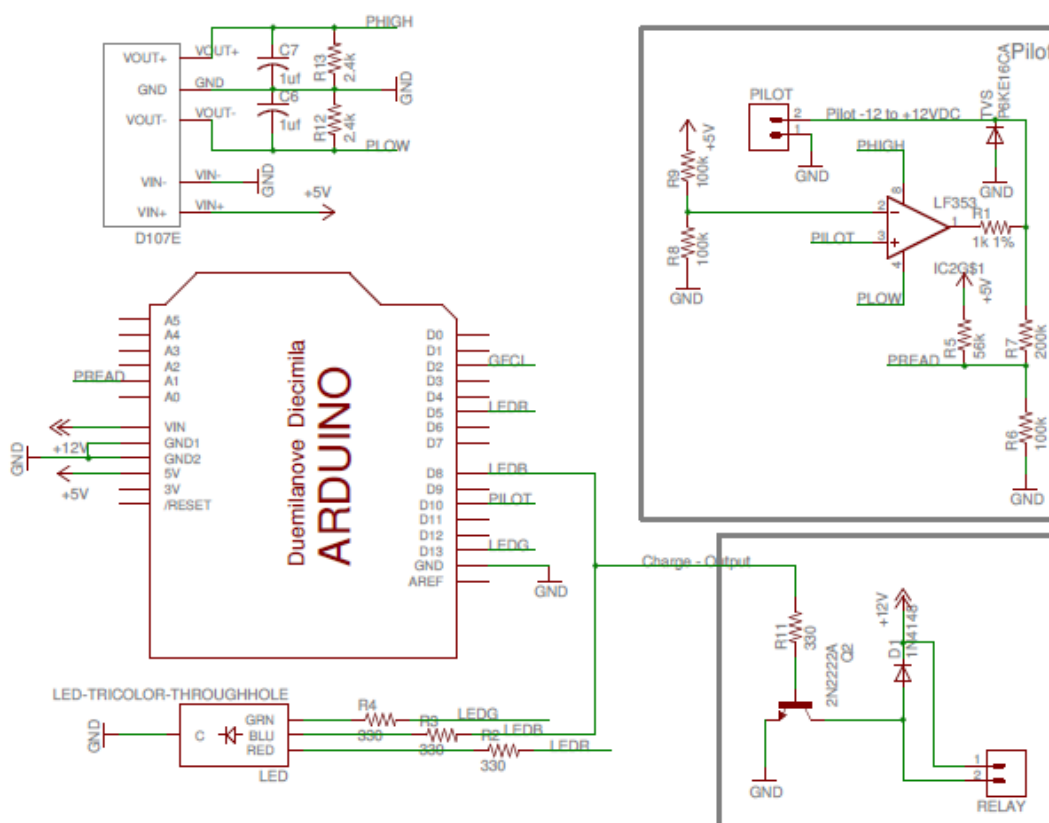 PHIGH
VOUT+ VOUT+
C7
1uf
R13
2.4k
GND GND
GND
C6
1uf
R12
2.4k
VOUT- VOUT-
PLOW
VIN- VIN-
GND
+5V
VIN+ VIN+
D107E
Pilot
PILOT
2
1
Pilot -12 to +12VDC
TVS
P6KE16CA
GND
GND
+5V
R9
100k
R8
100k
GND
PHIGH
8
LF353
2
3
1
4
R1
1k 1%
PILOT
PLOW
IC2G$1
+5V
R5
56k
R7
200k
PREAD
R6
100k
GND
A5
A4
A3
A2
A1
A0
PREAD
VIN
GND1
GND2
5V
3V
/RESET
GND
+12V
+5V
Duemilanove Diecimila
ARDUINO
D0
D1
D2
D3
D4
D5
D6
D7
D8
D9
D10
D11
D12
D13
GND
AREF
GFCI
LEDR
LEDB
PILOT
LEDG
GND
Charge - Output
R11
330
2N2222A
Q2
+12V
D1
1N4148
GND
1
2
RELAY
LED-TRICOLOR-THROUGHHOLE
GND
C
GRN
BLU
RED
LED
R4
330
LEDG
R3
330
LEDB
R2
330
LEDR